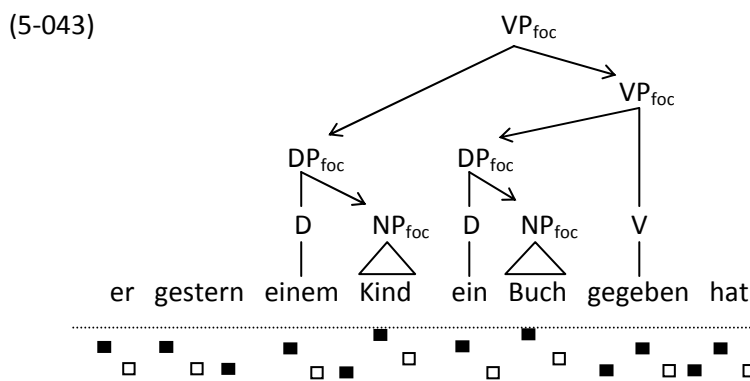 (5-043)
VPfoc
VPfoc
DPfoc DPfoc
D NPfoc D NPfoc V
er gestern einem Kind ein Buch gegeben hat